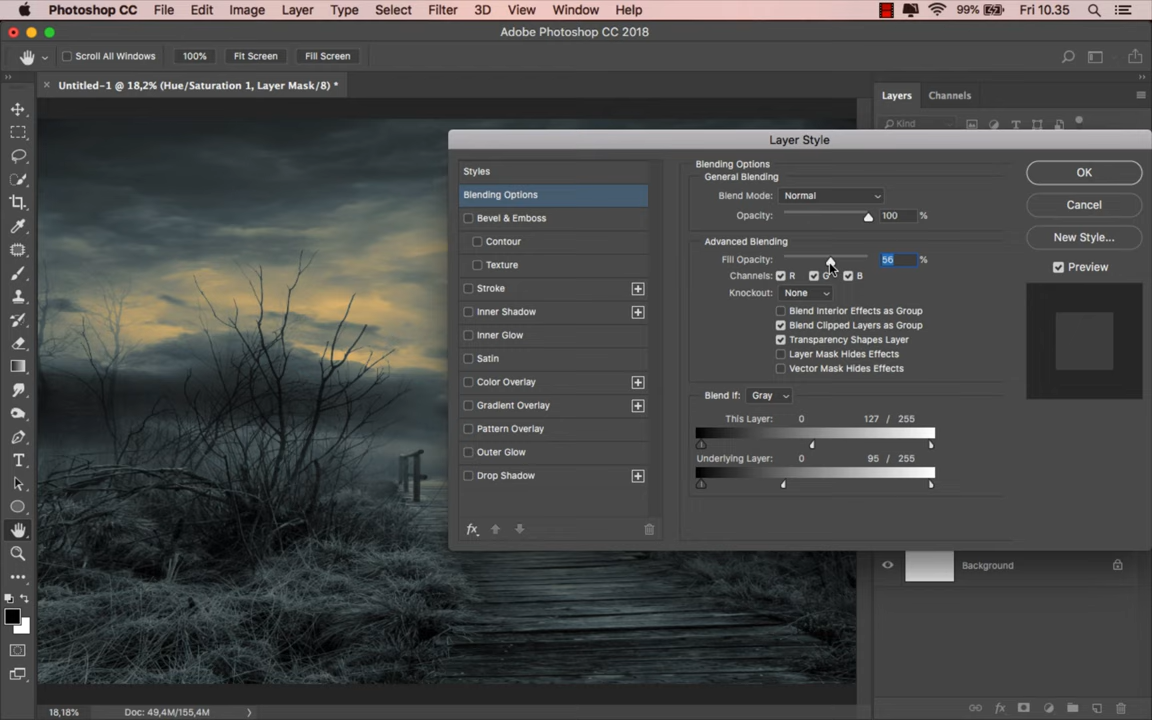 Photoshop CC File Edit Image Layer Type Select Filter 3D View Window Help 99% Fri 10.35
Adobe Photoshop CC 2018
Scroll All Windows 100% Fit Screen Fill Screen
× Untitled-1 @ 18,2% (Hue/Saturation 1, Layer Mask/8) *
Layers Channels
Kind
Layer Style
Styles
Blending Options
Bevel & Emboss
Contour
Texture
Stroke
Inner Shadow
Inner Glow
Satin
Color Overlay
Gradient Overlay
Pattern Overlay
Outer Glow
Drop Shadow
fx
Blending Options
General Blending
Blend Mode: Normal
Opacity: 100 %
Advanced Blending
Fill Opacity: 56 %
Channels: R G B
Knockout: None
Blend Interior Effects as Group
Blend Clipped Layers as Group
Transparency Shapes Layer
Layer Mask Hides Effects
Vector Mask Hides Effects
Blend If: Gray
This Layer: 0 127 / 255
Underlying Layer: 0 95 / 255
OK
Cancel
New Style...
Preview
Background
T
18,18% Doc: 49,4M/155,4M
fx